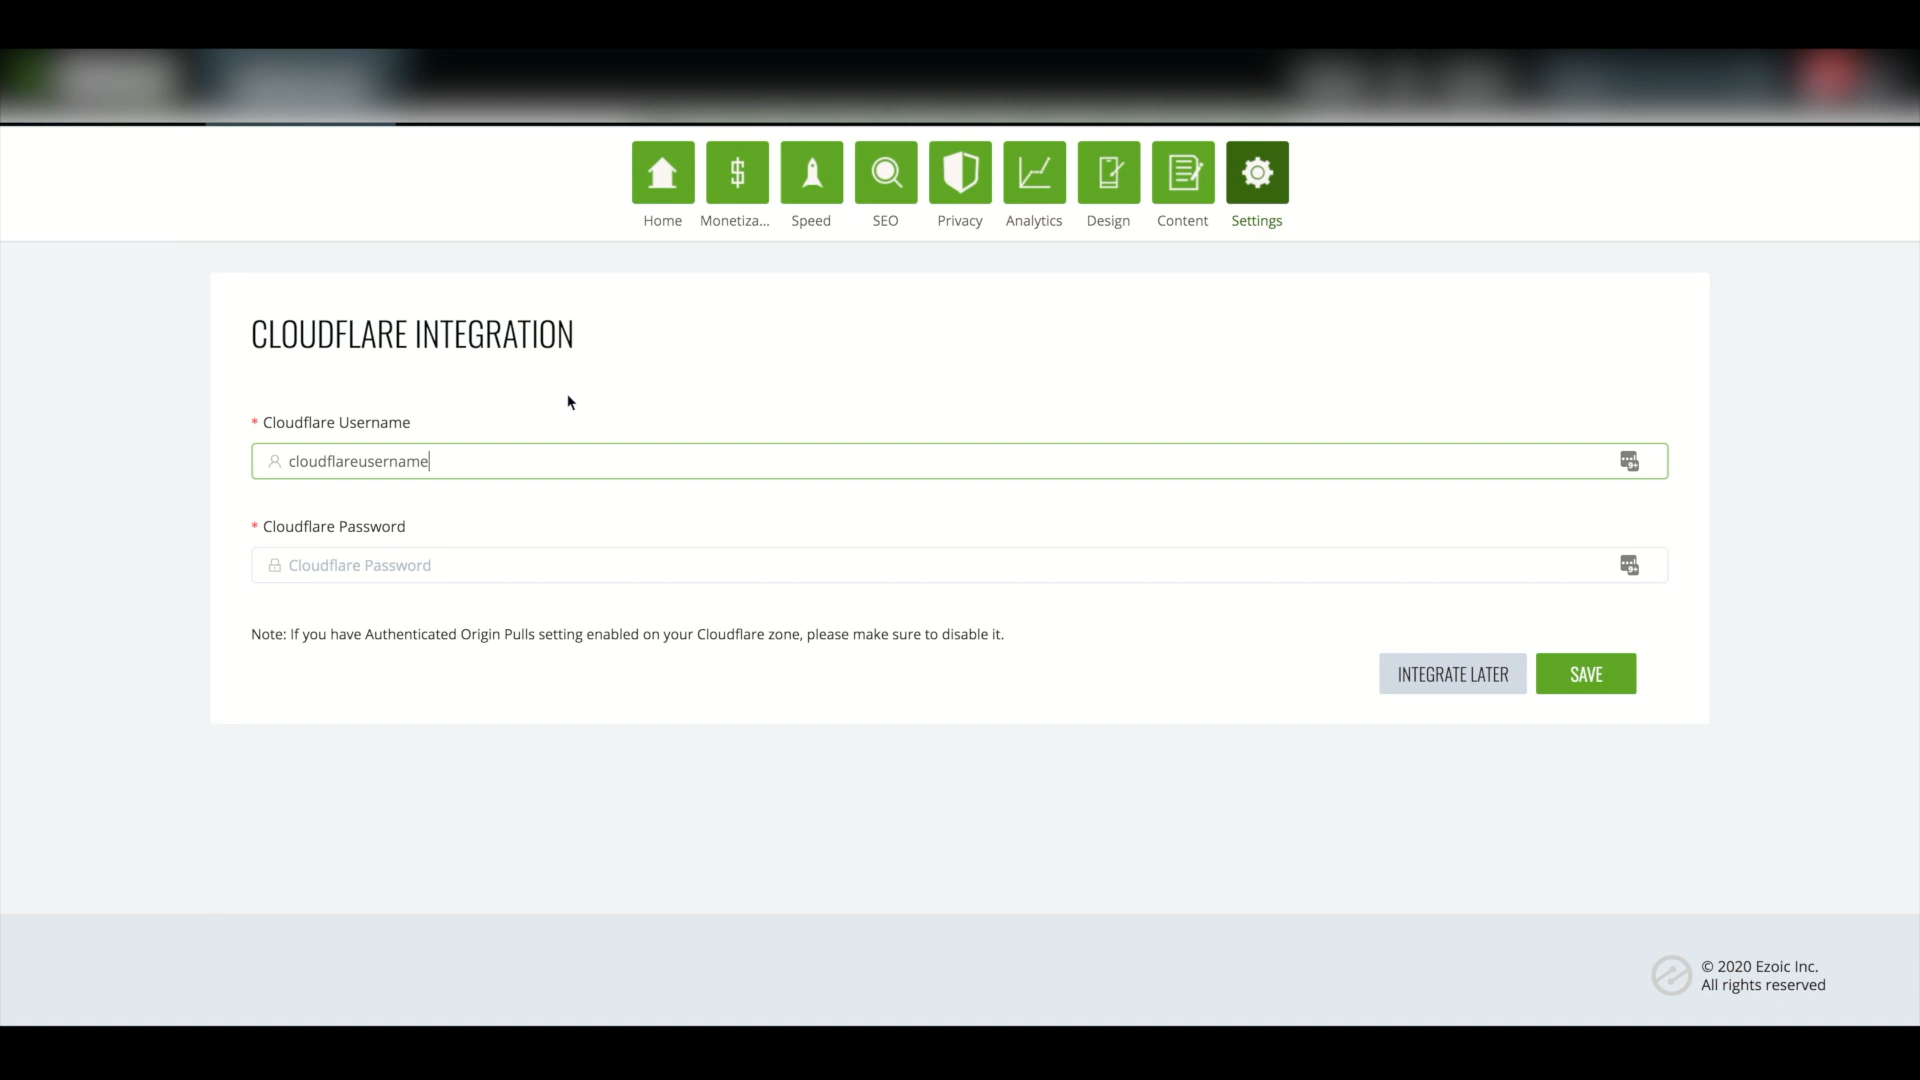 Home Monetiza... Speed SEO Privacy Analytics Design Content Settings
CLOUDFLARE INTEGRATION
* Cloudflare Username
cloudflareusername
* Cloudflare Password
Cloudflare Password
Note: If you have Authenticated Origin Pulls setting enabled on your Cloudflare zone, please make sure to disable it.
INTEGRATE LATER SAVE
© 2020 Ezoic Inc.
All rights reserved